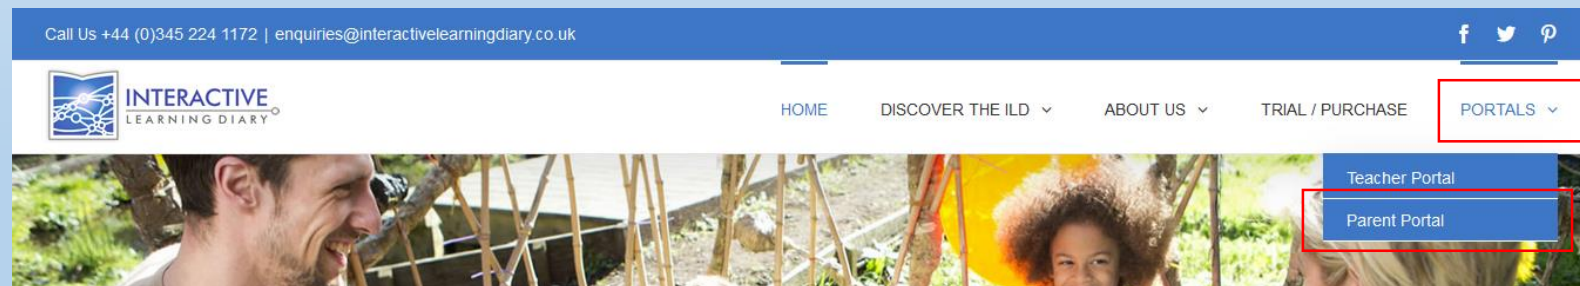 Call Us +44 (0)345 224 1172 | enquiries@interactivelearningdiary.co.uk
INTERACTIVE
LEARNING DIARY
HOME DISCOVER THE ILD ABOUT US TRIAL / PURCHASE PORTALS
Teacher Portal
Parent Portal